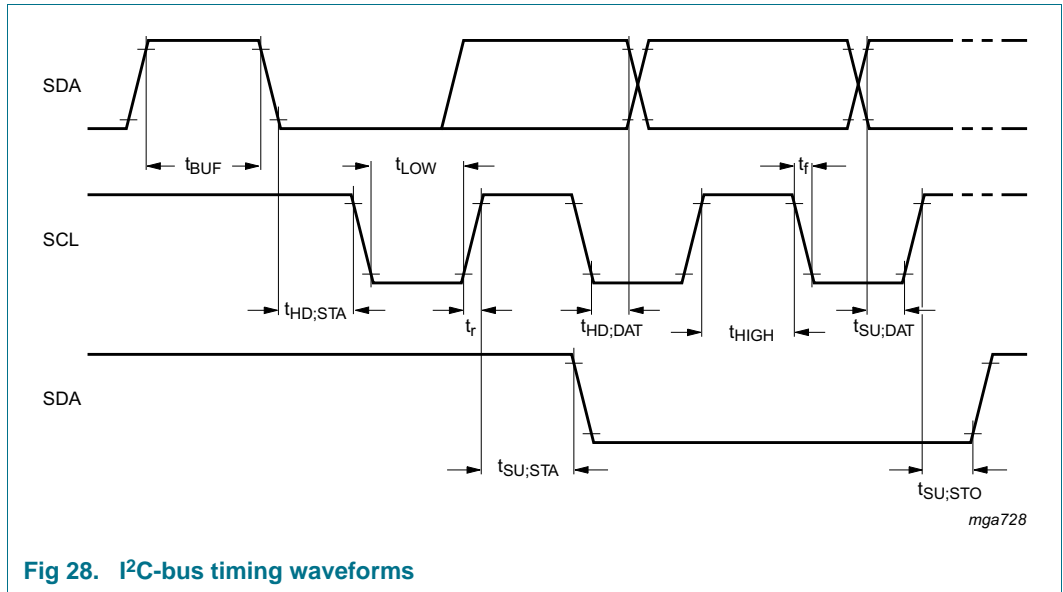 SDA
tBUF
tLOW
tf
SCL
tHD;STA
tr
tHD;DAT
tHIGH
tSU;DAT
SDA
tSU;STA
tSU;STO
mga728
Fig 28. I²C-bus timing waveforms